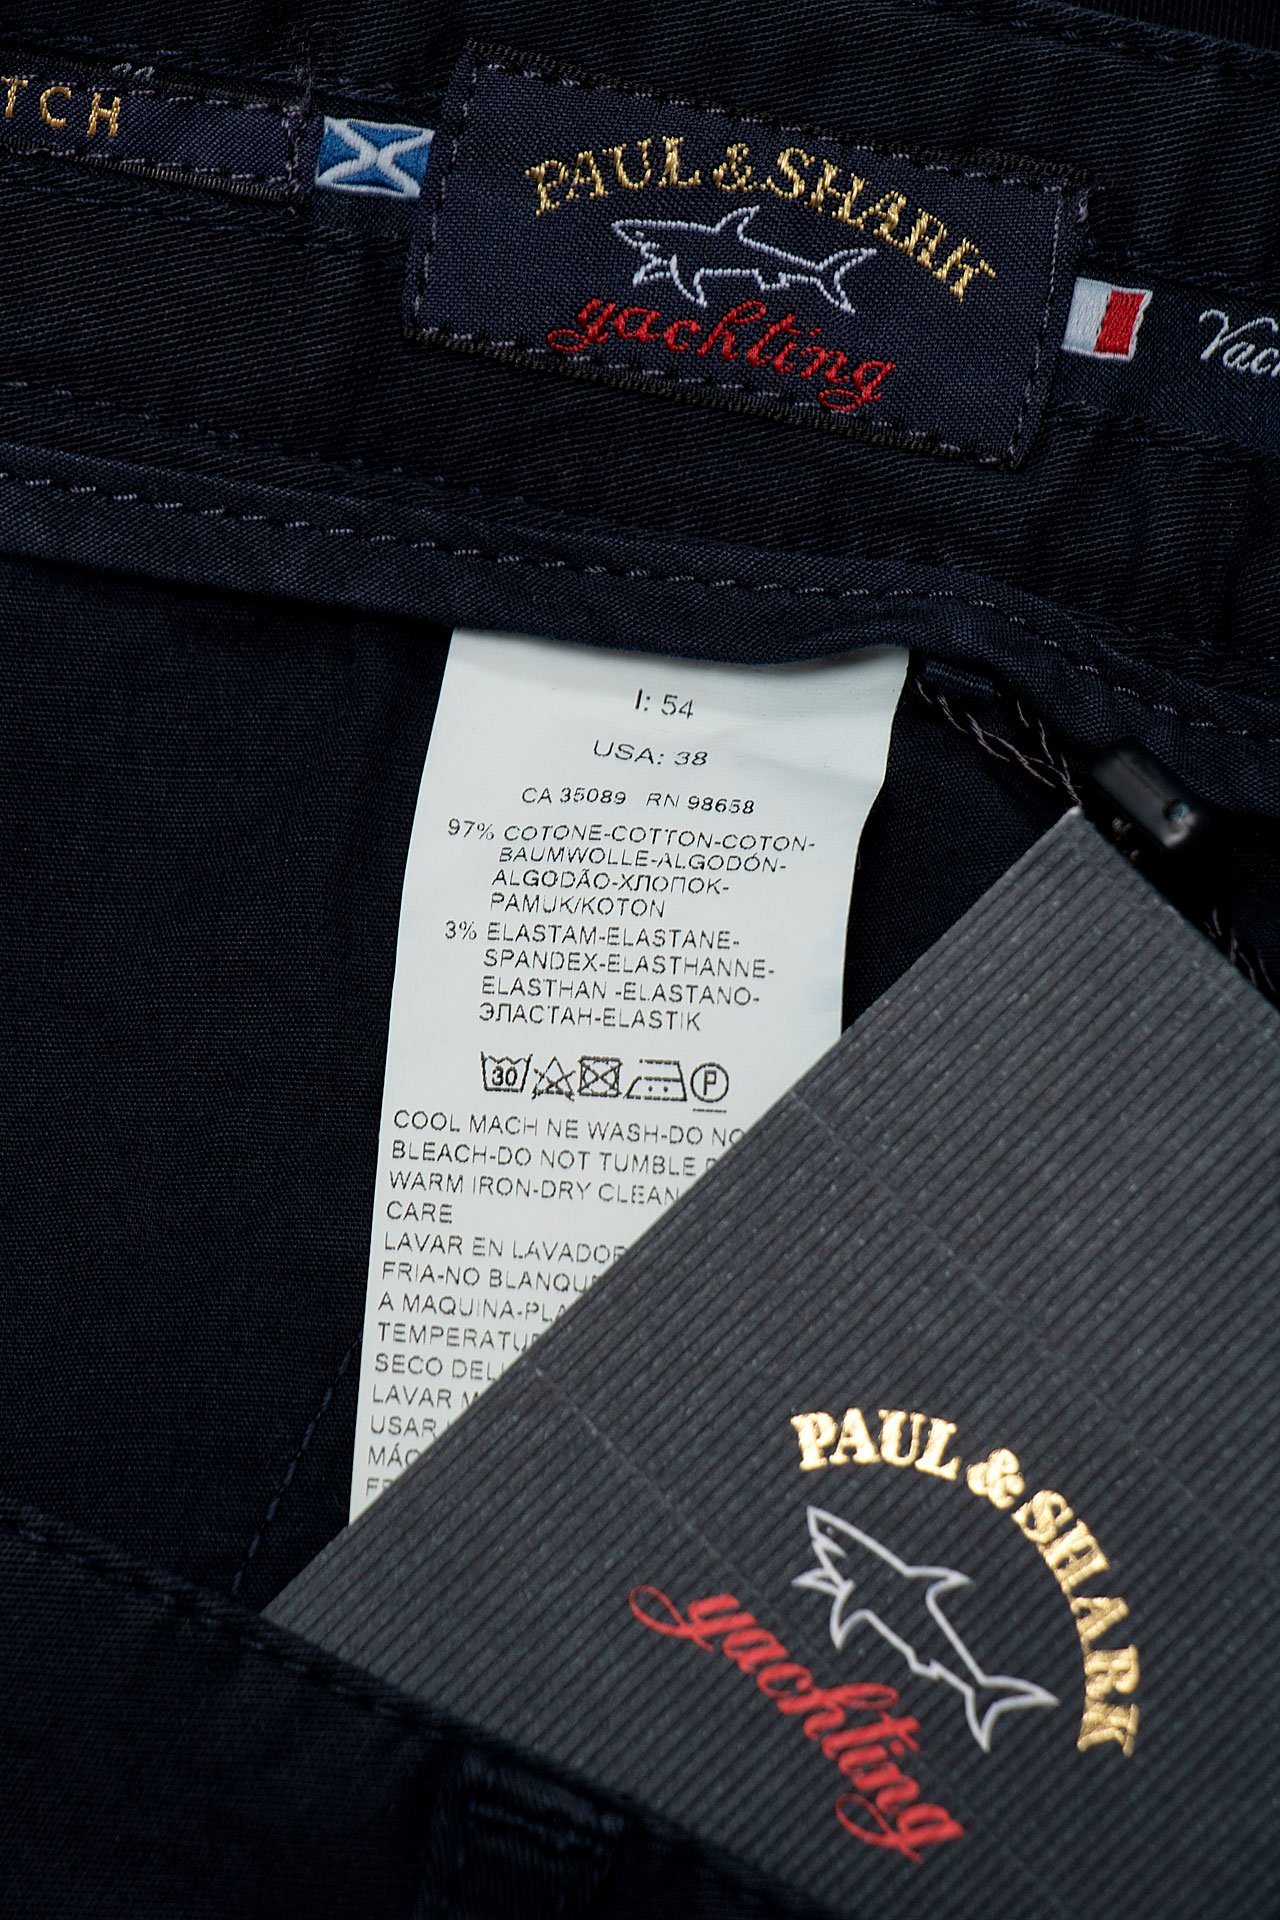 TCH
PAUL & SHARK
yachting
I: 54
USA: 38
CA 35089 RN 98658
97% COTONE-COTTON-COTON-
BAUMWOLLE-ALGODÓN-
ALGODÃO-ХЛОПОК-
PAMUK/KOTON
3% ELASTAM-ELASTANE-
SPANDEX-ELASTHANNE-
ELASTHAN -ELASTANO-
ЭЛАСТАН-ELASTIK
30 P
COOL MACH NE WASH-DO NO
BLEACH-DO NOT TUMBLE
WARM IRON-DRY CLEAN
CARE
LAVAR EN LAVADOR
FRIA-NO BLANQU
A MAQUINA-PLA
TEMPERATU
SECO DEL
LAVAR M
USAR
MÁQ
PAUL & SHARK
yachting